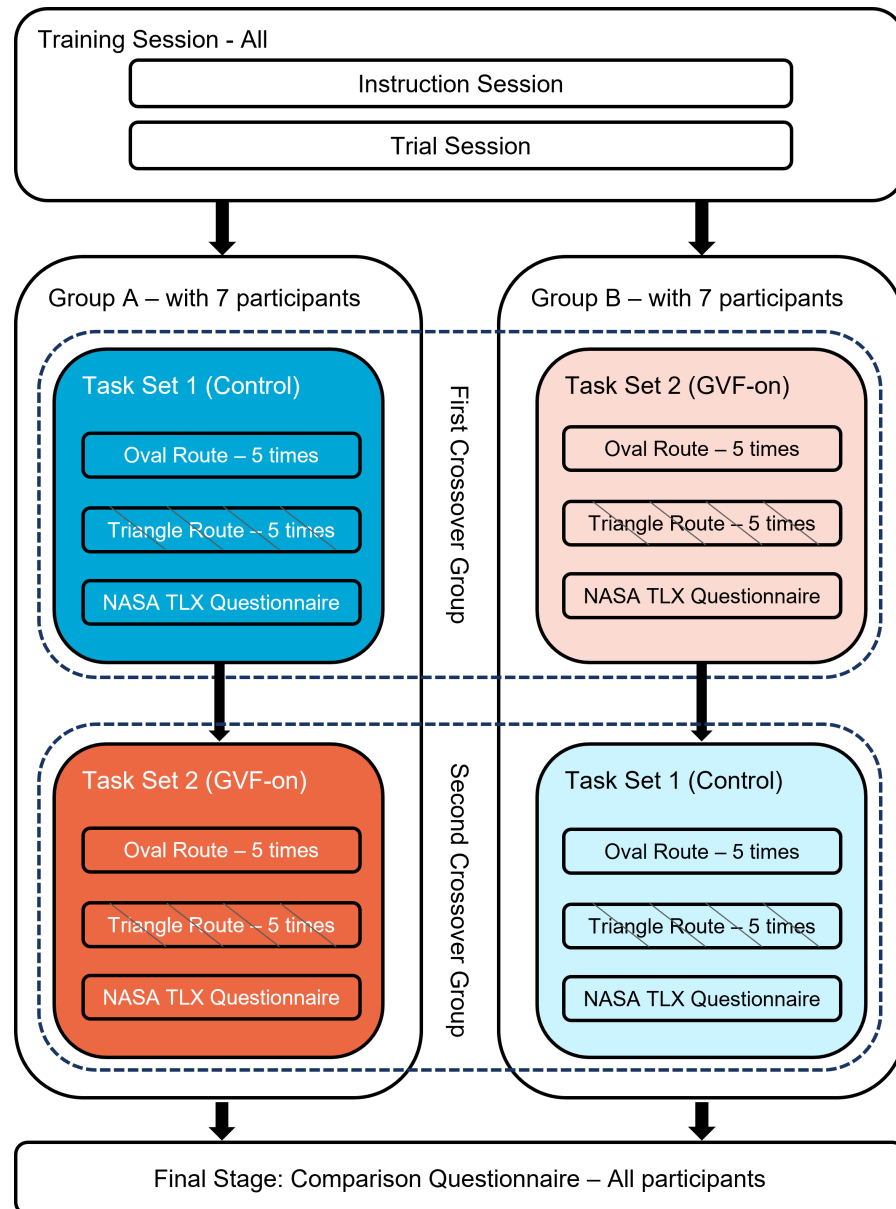 Training Session - All
Instruction Session
Trial Session
Group A – with 7 participants
Group B – with 7 participants
First Crossover Group
Task Set 1 (Control)
Oval Route – 5 times
Triangle Route – 5 times
NASA TLX Questionnaire
Task Set 2 (GVF-on)
Oval Route – 5 times
Triangle Route – 5 times
NASA TLX Questionnaire
Second Crossover Group
Task Set 2 (GVF-on)
Oval Route – 5 times
Triangle Route – 5 times
NASA TLX Questionnaire
Task Set 1 (Control)
Oval Route – 5 times
Triangle Route – 5 times
NASA TLX Questionnaire
Final Stage: Comparison Questionnaire – All participants